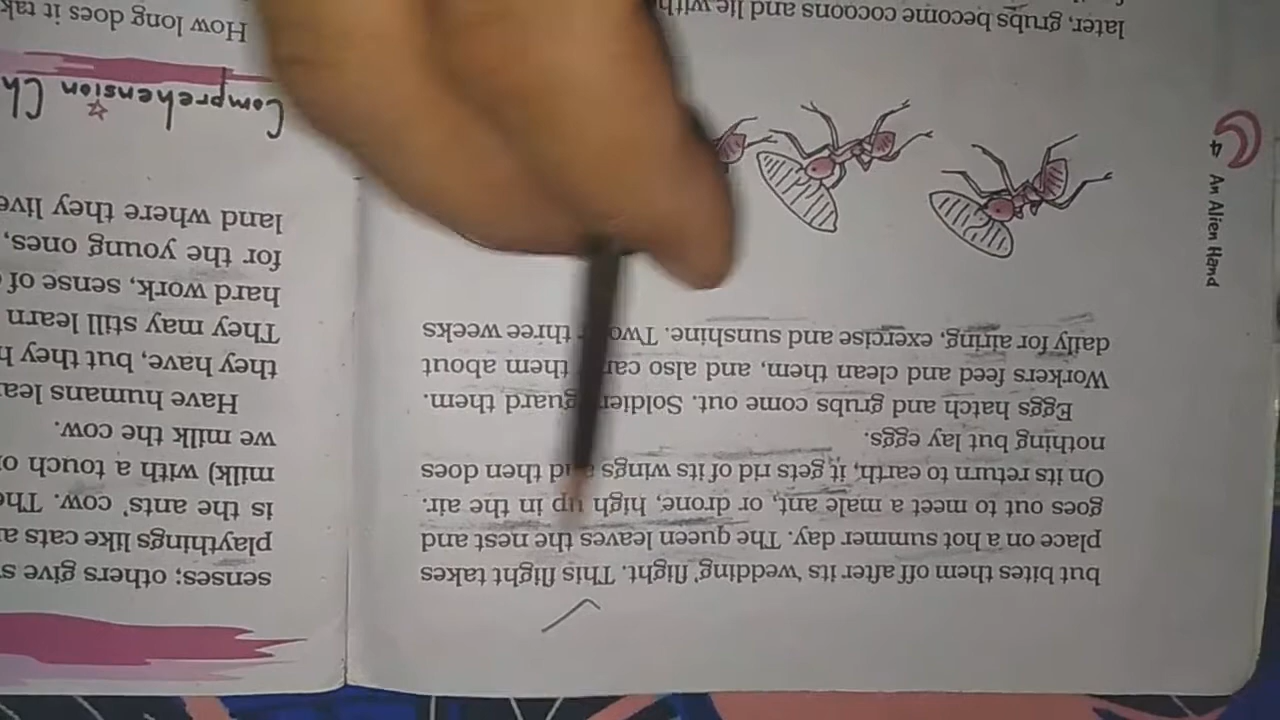 but bites them off after its 'wedding' flight. This flight takes
place on a hot summer day. The queen leaves the nest and
goes out to meet a male ant, or drone, high up in the air.
On its return to earth, it gets rid of its wings and then does
nothing but lay eggs.
Eggs hatch and grubs come out. Soldiers guard them.
Workers feed and clean them, and also carry them about
daily for airing, exercise and sunshine. Two or three weeks
later, grubs become cocoons and lie with
4 An Alien Hand
senses; others give
playthings like cats
is the ants' cow. The
milk) with a touch
we milk the cow.
Have humans
they have, but they
They may still learn
hard work, sense of
for the young ones,
land where they live
Comprehension
How long does it